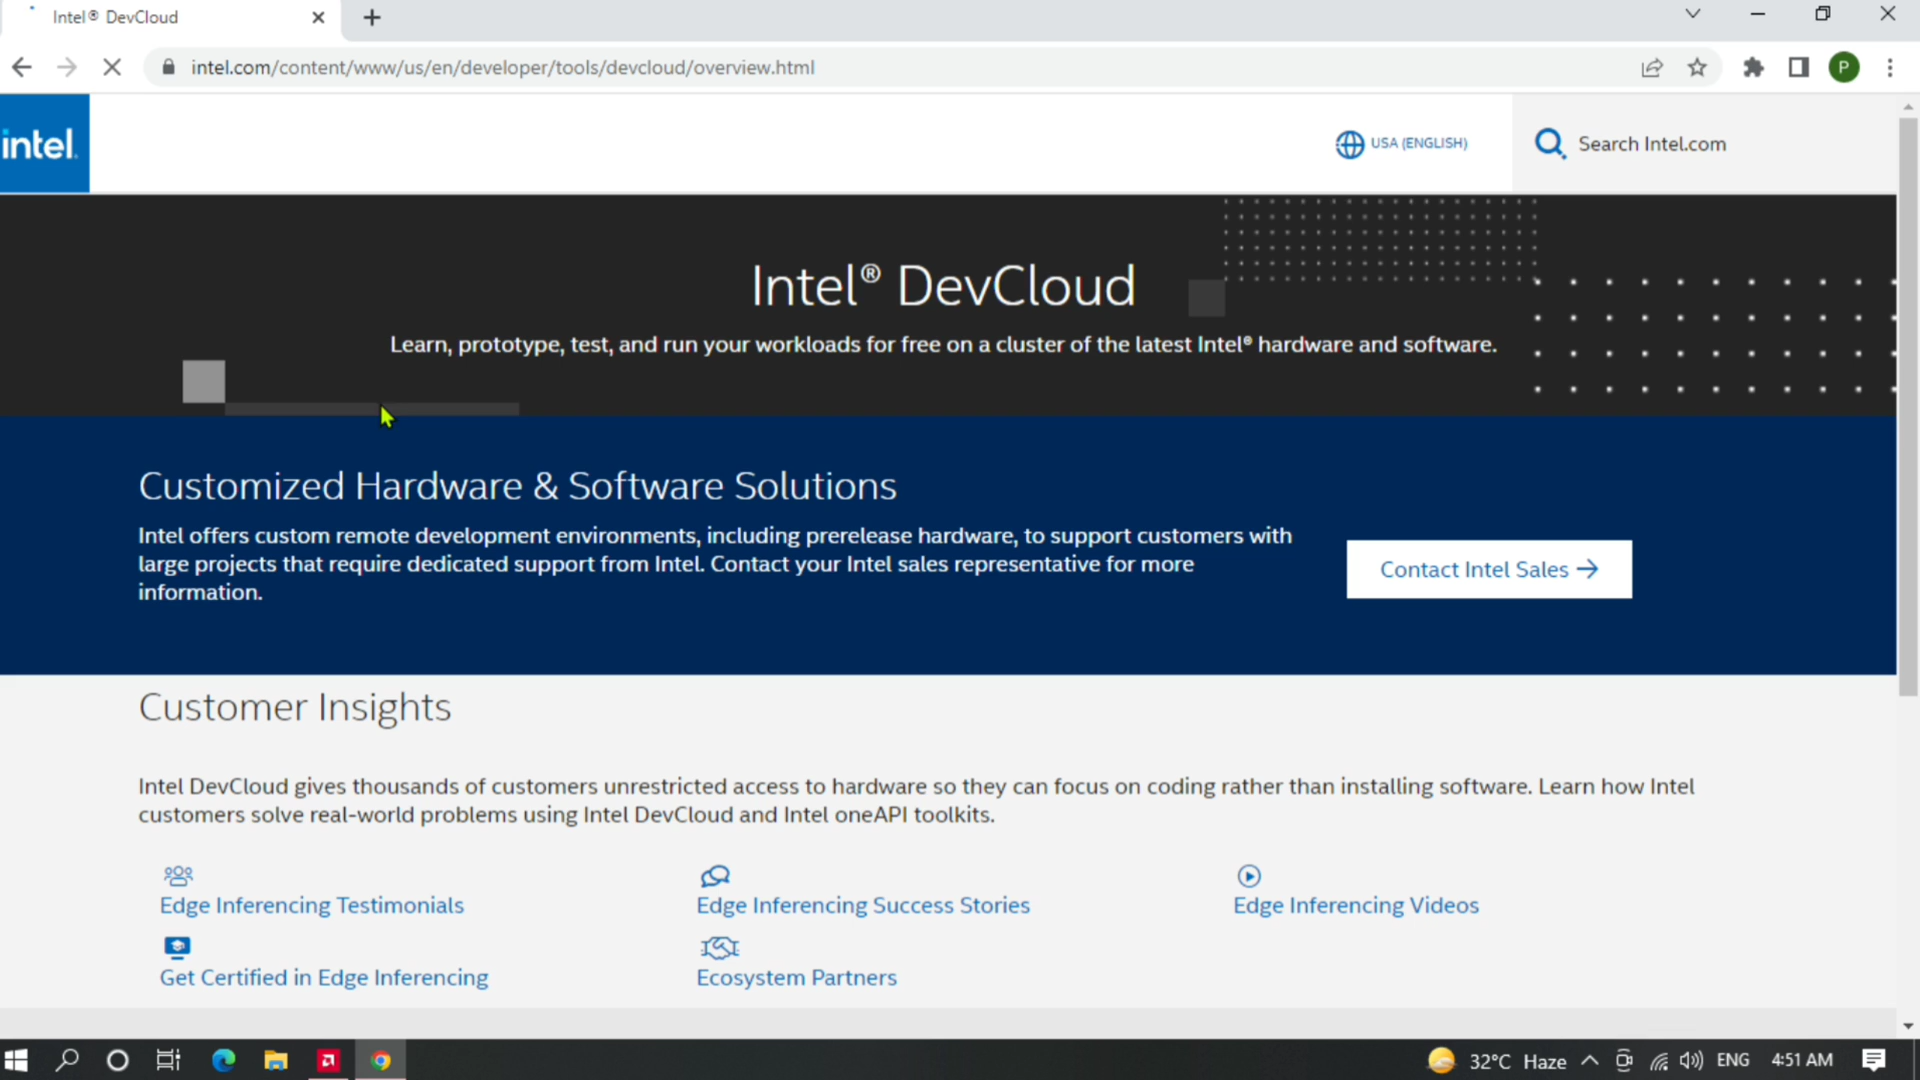 Intel® DevCloud
intel.com/content/www/us/en/developer/tools/devcloud/overview.html
P
intel.
USA (ENGLISH)
Search Intel.com
Intel® DevCloud
Learn, prototype, test, and run your workloads for free on a cluster of the latest Intel® hardware and software.
Customized Hardware & Software Solutions
Intel offers custom remote development environments, including prerelease hardware, to support customers with
large projects that require dedicated support from Intel. Contact your Intel sales representative for more
information.
Contact Intel Sales →
Customer Insights
Intel DevCloud gives thousands of customers unrestricted access to hardware so they can focus on coding rather than installing software. Learn how Intel
customers solve real-world problems using Intel DevCloud and Intel oneAPI toolkits.
Edge Inferencing Testimonials
Edge Inferencing Success Stories
Edge Inferencing Videos
Get Certified in Edge Inferencing
Ecosystem Partners
32°C Haze
ENG
4:51 AM